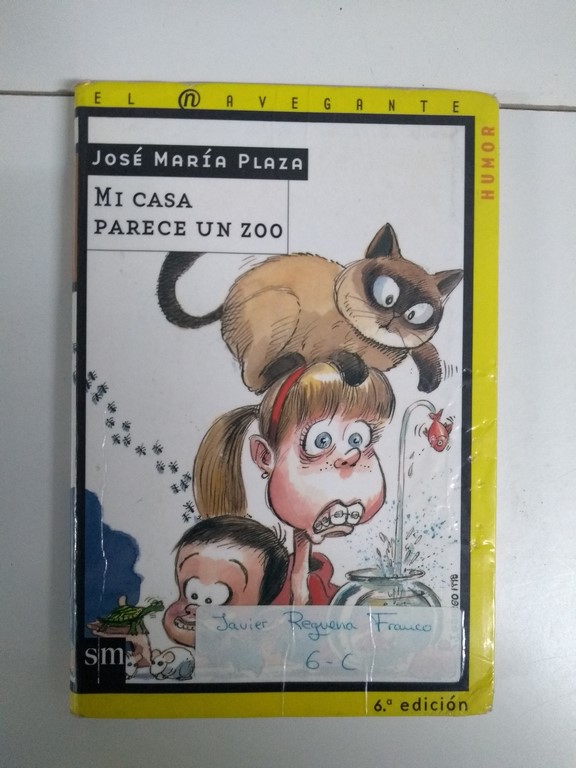 EL NAVEGANTE
HUMOR
JOSÉ MARÍA PLAZA
MI CASA
PARECE UN ZOO
Javier Requena Franco
6-C
sm
6.º edición